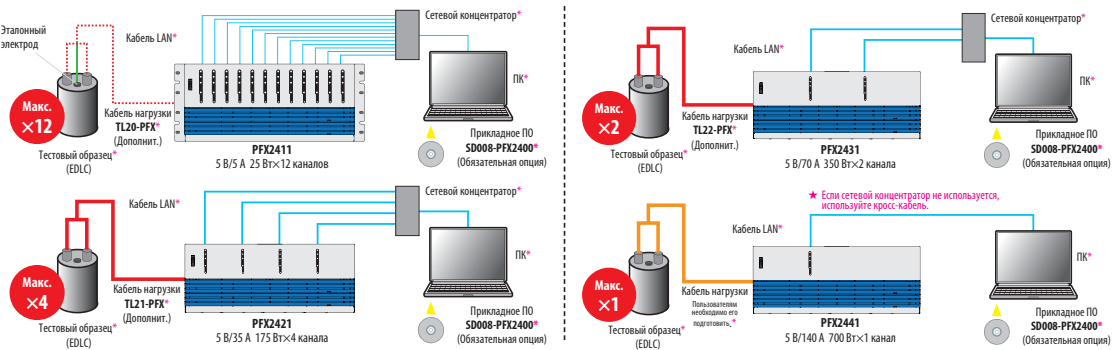 Эталонный
электрод
Кабель LAN*
Сетевой концентратор*
ПК*
Макс.
×12
Кабель нагрузки
TL20-PFX*
(Дополнит.)
Тестовый образец*
(EDLC)
PFX2411
5 В/5 А 25 Вт×12 каналов
Прикладное ПО
SD008-PFX2400*
(Обязательная опция)
Кабель LAN*
Сетевой концентратор*
ПК*
Макс.
×4
Кабель нагрузки
TL21-PFX*
(Дополнит.)
Тестовый образец*
(EDLC)
PFX2421
5 В/35 А 175 Вт×4 канала
Прикладное ПО
SD008-PFX2400*
(Обязательная опция)
Кабель LAN*
Сетевой концентратор*
ПК*
Макс.
×2
Кабель нагрузки
TL22-PFX*
(Дополнит.)
Тестовый образец*
(EDLC)
PFX2431
5 В/70 А 350 Вт×2 канала
Прикладное ПО
SD008-PFX2400*
(Обязательная опция)
★ Если сетевой концентратор не используется,
используйте кросс-кабель.
Кабель LAN*
ПК*
Макс.
×1
Кабель нагрузки
Пользователям
необходимо его
подготовить.*
Тестовый образец*
(EDLC)
PFX2441
5 В/140 А 700 Вт×1 канал
Прикладное ПО
SD008-PFX2400*
(Обязательная опция)